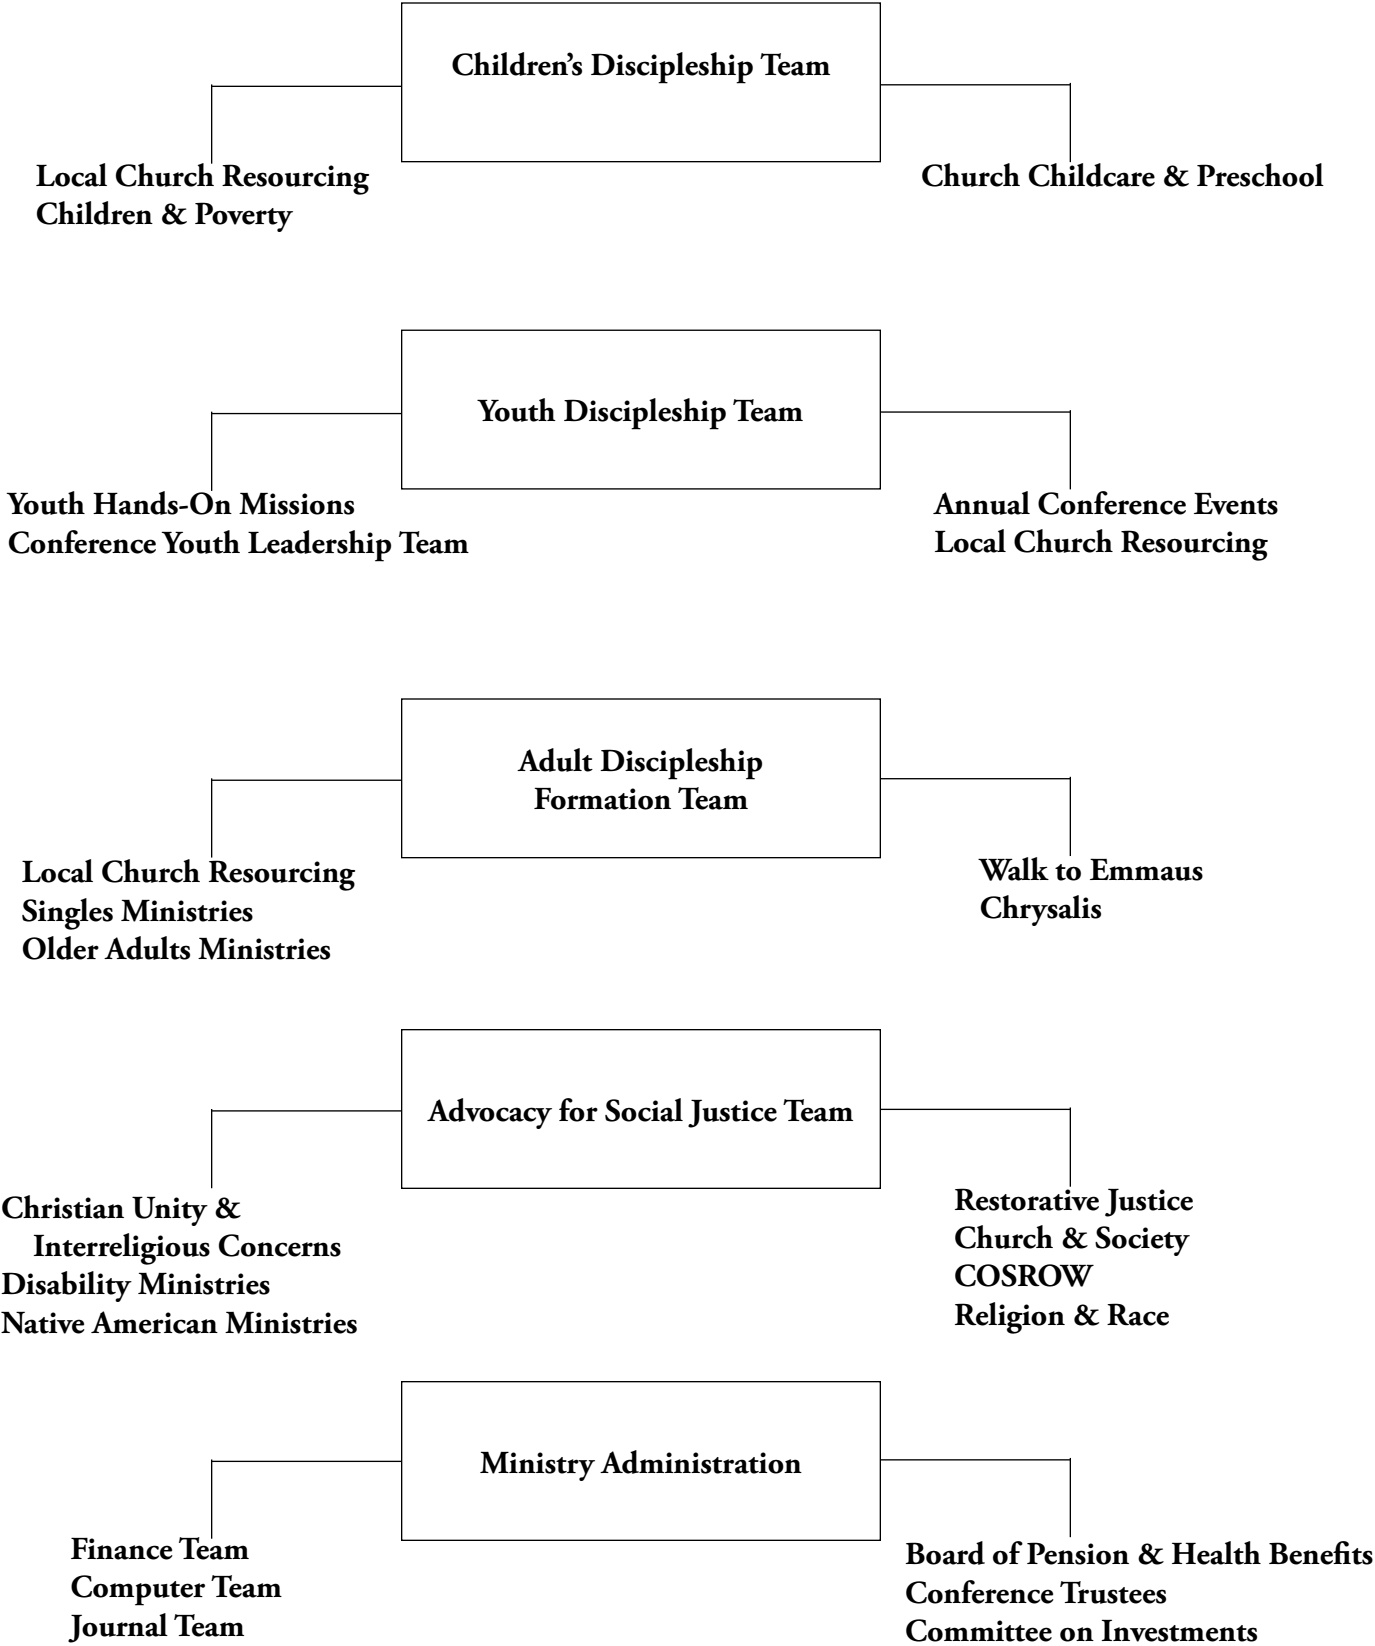 Children’s Discipleship Team
Local Church Resourcing
Children & Poverty
Church Childcare & Preschool
Youth Discipleship Team
Youth Hands-On Missions
Conference Youth Leadership Team
Annual Conference Events
Local Church Resourcing
Adult Discipleship
Formation Team
Local Church Resourcing
Singles Ministries
Older Adults Ministries
Walk to Emmaus
Chrysalis
Advocacy for Social Justice Team
Christian Unity &
Interreligious Concerns
Disability Ministries
Native American Ministries
Restorative Justice
Church & Society
COSROW
Religion & Race
Ministry Administration
Finance Team
Computer Team
Journal Team
Board of Pension & Health Benefits
Conference Trustees
Committee on Investments